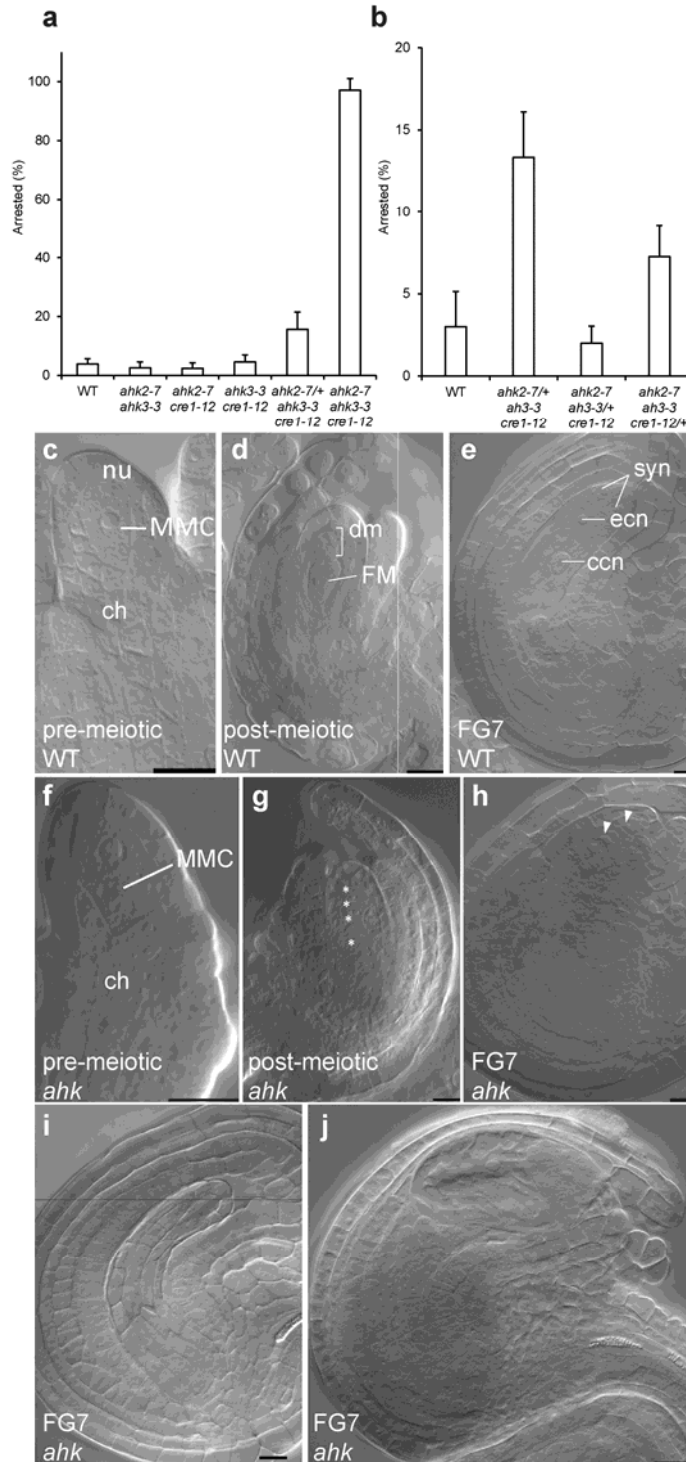 a
Arrested (%)
100
80
60
40
20
0
WT
ahk2-7
ahk3-3
ahk2-7
cre1-12
ahk3-3
cre1-12
ahk2-7/+
ahk3-3
cre1-12
ahk2-7
ahk3-3
cre1-12
b
Arrested (%)
20
15
10
5
0
WT
ahk2-7/+
ah3-3
cre1-12
ahk2-7
ah3-3/+
cre1-12
ahk2-7
ah3-3
cre1-12/+
c
nu
MMC
ch
pre-meiotic
WT
d
dm
FM
post-meiotic
WT
e
syn
ecn
ccn
FG7
WT
f
MMC
ch
pre-meiotic
ahk
g
*
*
*
*
post-meiotic
ahk
h
FG7
ahk
i
FG7
ahk
j
FG7
ahk